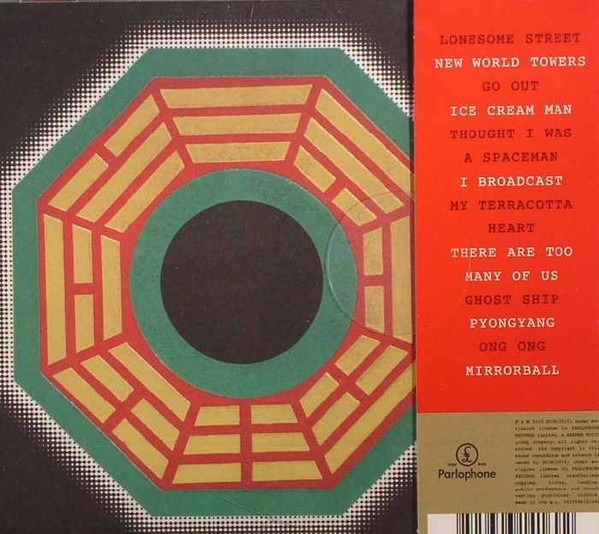 LONESOME STREET
NEW WORLD TOWERS
GO OUT
ICE CREAM MAN
THOUGHT I WAS
A SPACEMAN
I BROADCAST
MY TERRACOTTA
HEART
THERE ARE TOO
MANY OF US
GHOST SHIP
PYONGYANG
ONG ONG
MIRRORBALL
Parlophone